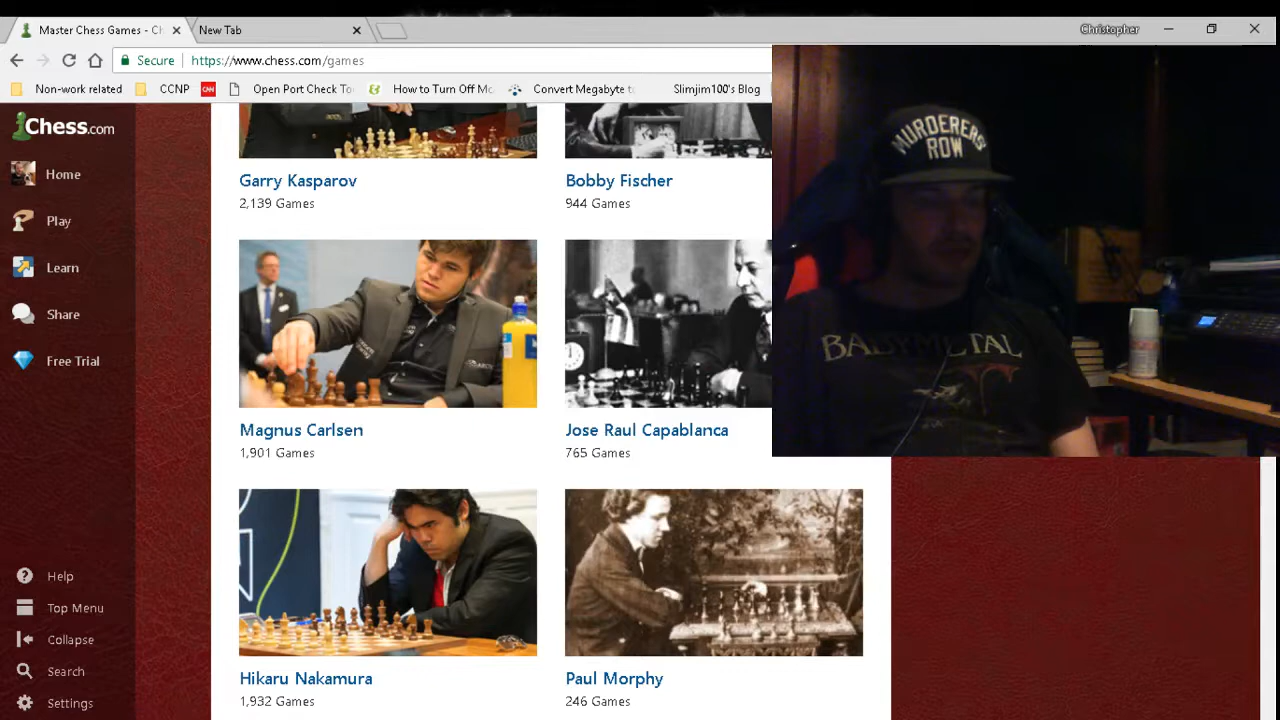 Master Chess Games - Ch
New Tab
Christopher
Secure
https://www.chess.com/games
Non-work related
CCNP
CNN
Open Port Check To
How to Turn Off Mo
Convert Megabyte to
Slimjim100's Blog
Chess.com
Home
Play
Learn
Share
Free Trial
Help
Top Menu
Collapse
Search
Settings
Garry Kasparov
2,139 Games
Bobby Fischer
944 Games
Magnus Carlsen
1,901 Games
Jose Raul Capablanca
765 Games
Hikaru Nakamura
1,932 Games
Paul Morphy
246 Games
MURDERERS
ROW
BABYMETAL